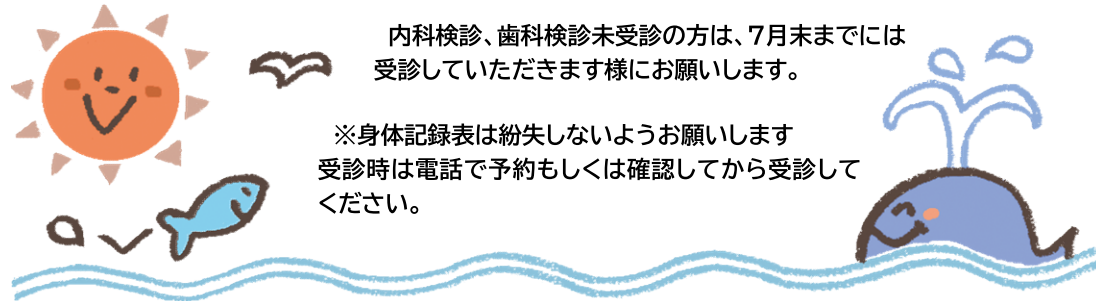 内科検診、歯科検診未受診の方は、7月末までには
受診していただきます様にお願いします。
※身体記録表は紛失しないようお願いします
受診時は電話で予約もしくは確認してから受診して
ください。